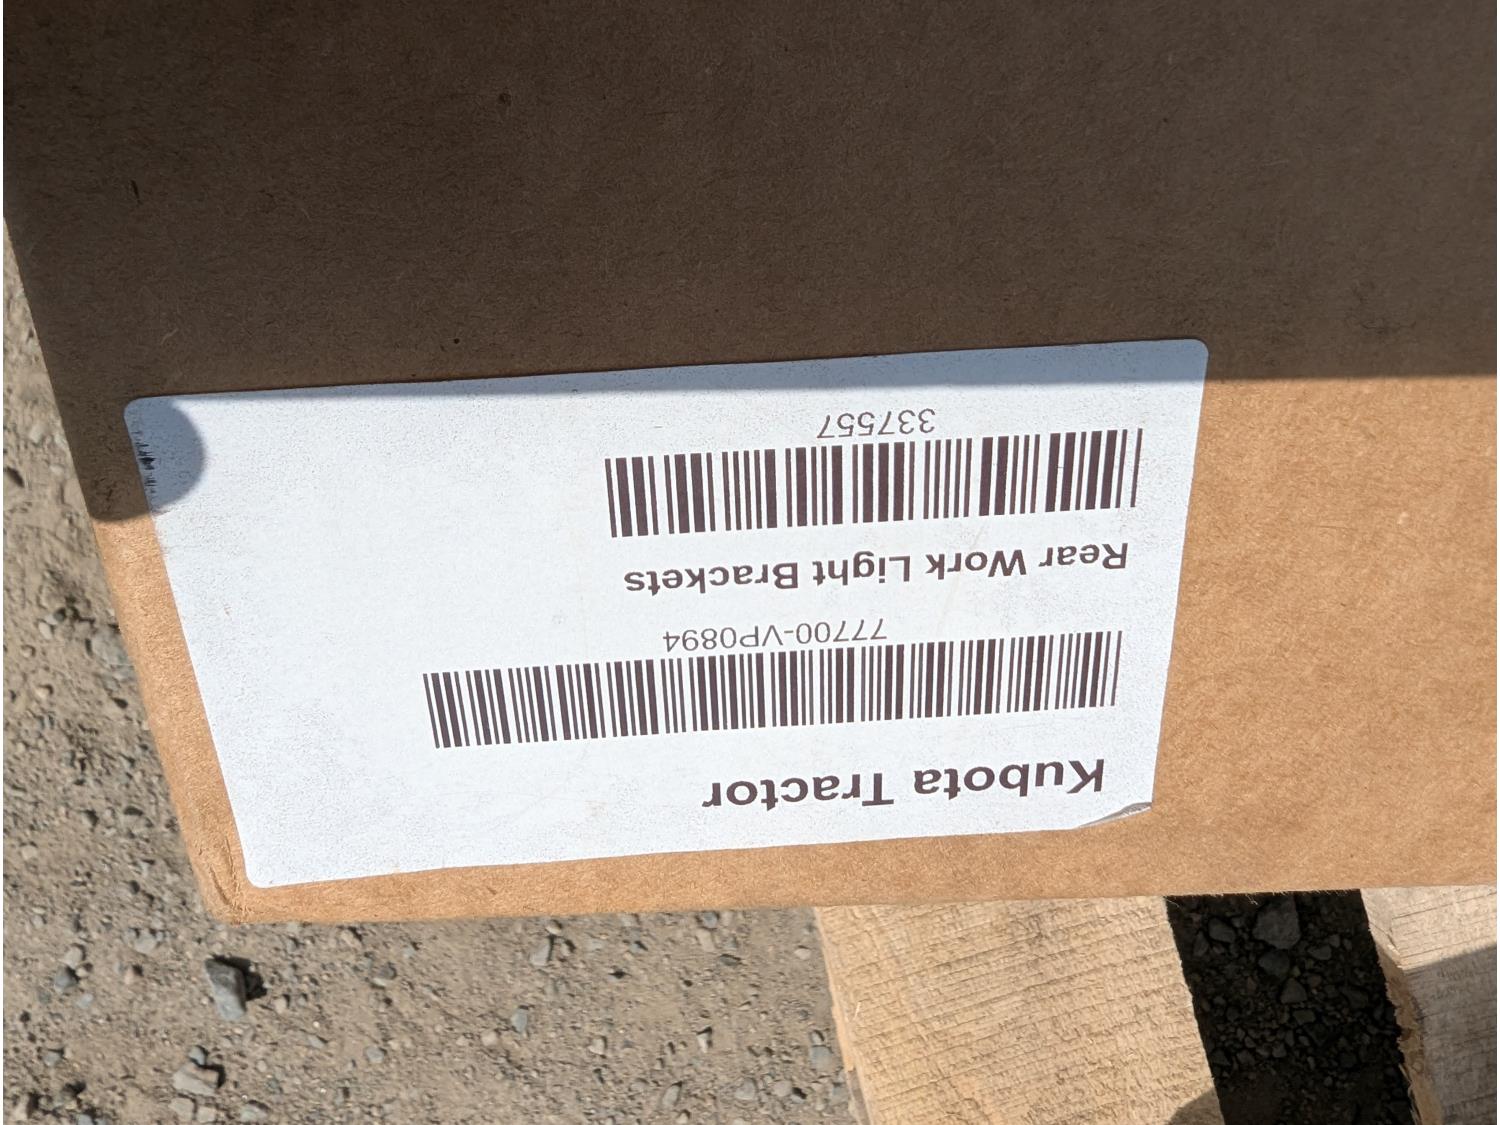 Kubota Tractor
77700-VP0894
Rear Work Light Brackets
337557